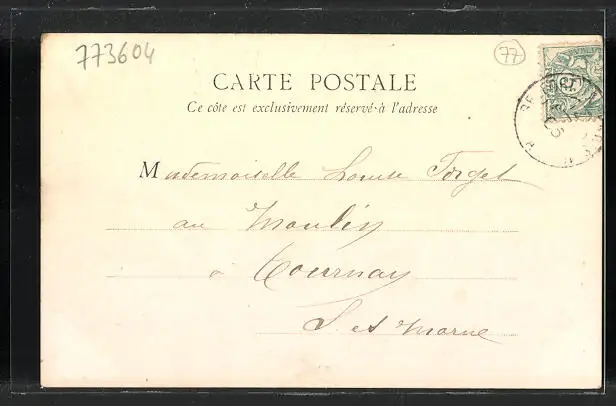 773604
77
CARTE POSTALE
Ce côté est exclusivement réservé à l'adresse
Mademoiselle Louise Forget
au Moulin
à Tournay
S. et Marne